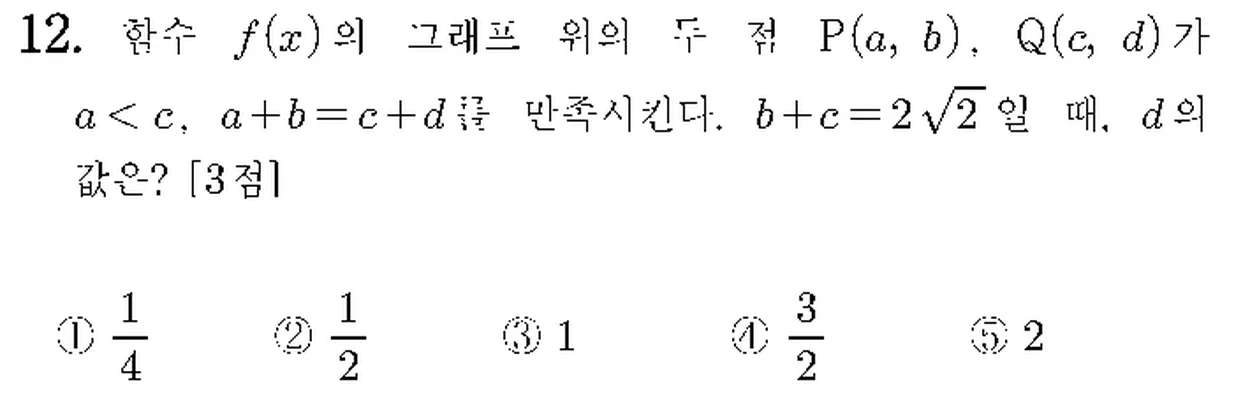 12. 함수 f(x)의 그래프 위의 두 점 P(a, b), Q(c, d)가
a < c, a+b=c+d를 만족시킨다. b+c=2√2일 때, d의
값은? [3점]
① 1/4 ② 1/2 ③ 1 ④ 3/2 ⑤ 2